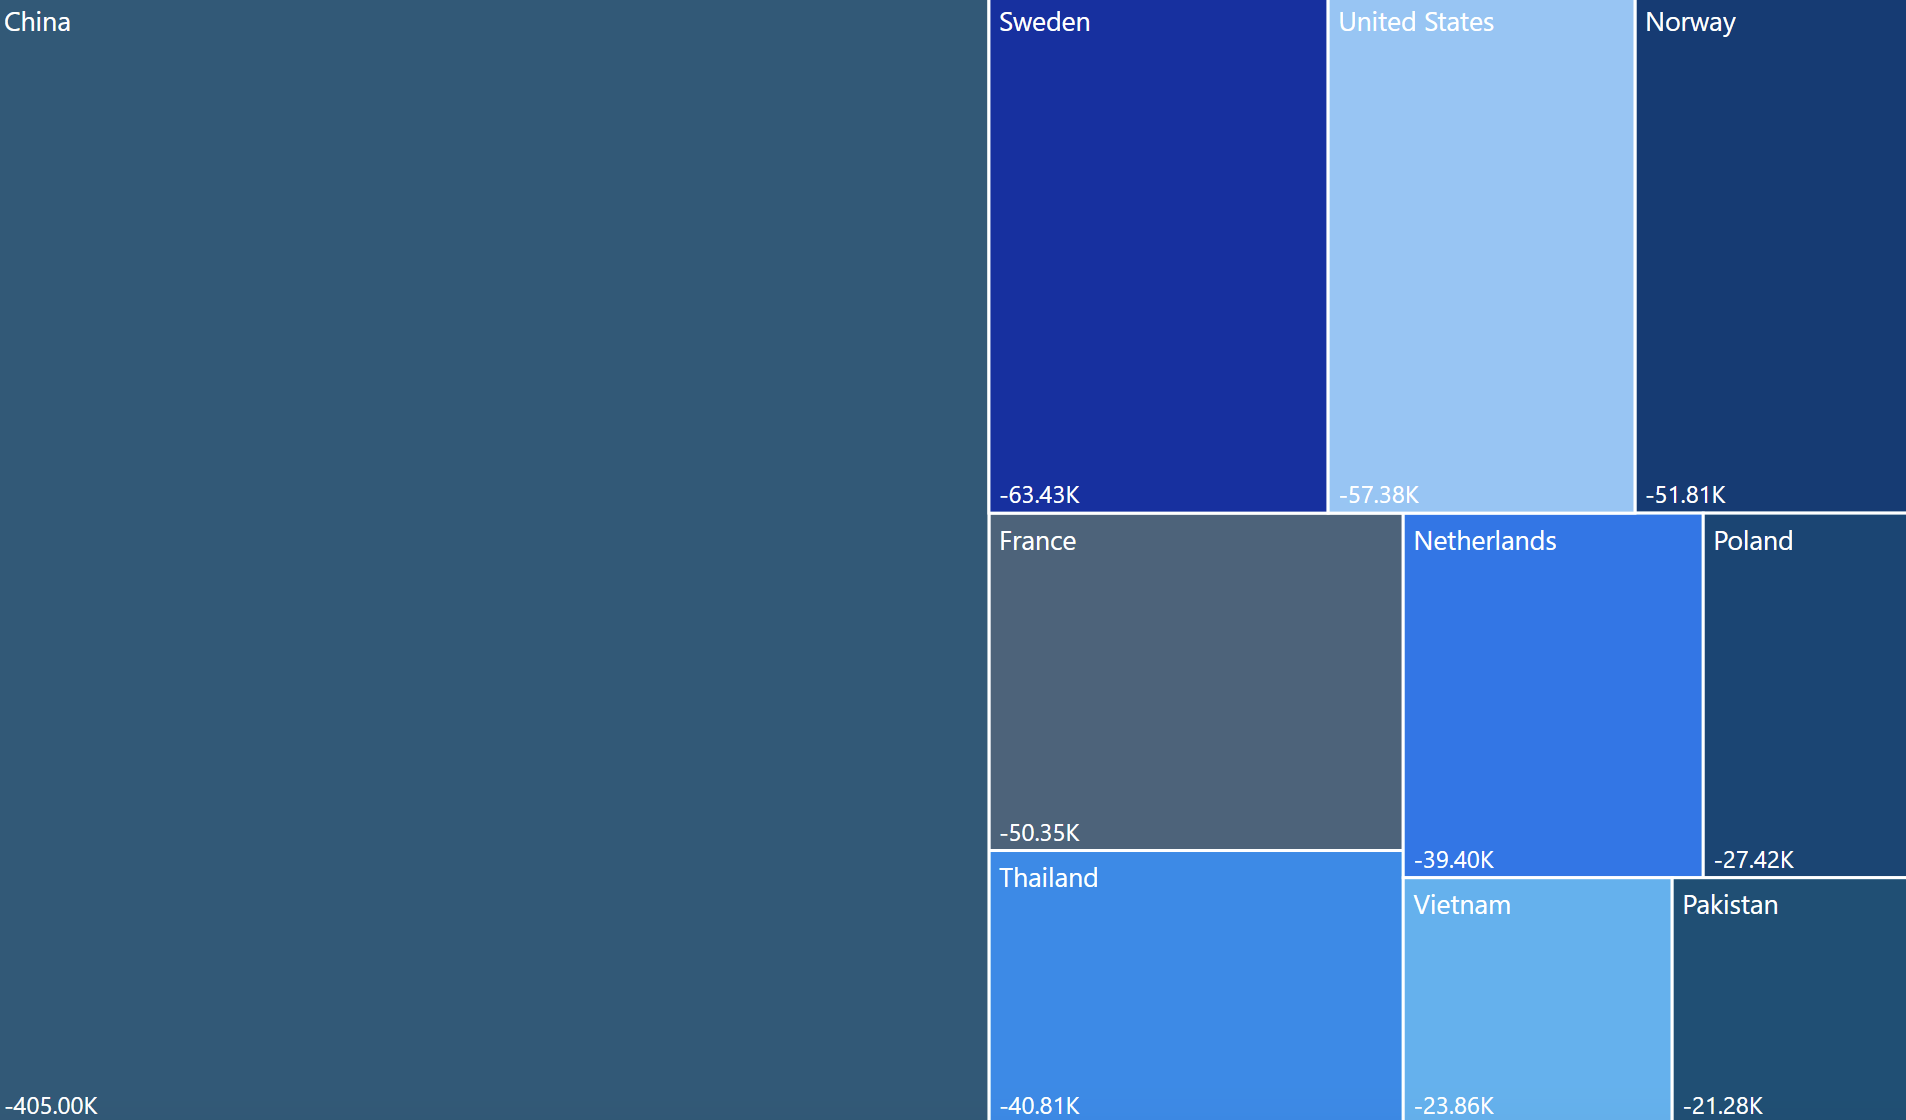 China
-405.00K
Sweden
-63.43K
United States
-57.38K
Norway
-51.81K
France
-50.35K
Netherlands
-39.40K
Poland
-27.42K
Thailand
-40.81K
Vietnam
-23.86K
Pakistan
-21.28K